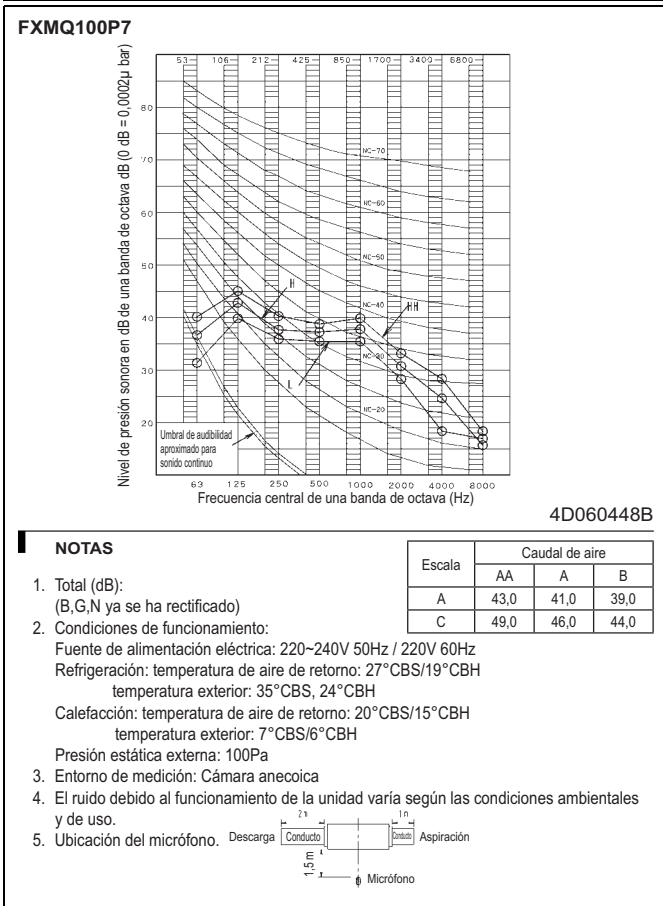 FXMQ100P7
Nivel de presión sonora en dB de una banda de octava dB (0 dB = 0,0002µ bar)
53 106 212 425 850 1700 3400 6800
80
70
60
50
40
30
20
NC-70
NC-60
NC-50
NC-40
NC-30
NC-20
H
HH
L
Umbral de audibilidad
aproximado para
sonido continuo
63 125 250 500 1000 2000 4000 8000
Frecuencia central de una banda de octava (Hz)
4D060448B
NOTAS
Escala Caudal de aire
AA A B
A 43,0 41,0 39,0
C 49,0 46,0 44,0
1. Total (dB):
(B,G,N ya se ha rectificado)
2. Condiciones de funcionamiento:
Fuente de alimentación eléctrica: 220~240V 50Hz / 220V 60Hz
Refrigeración: temperatura de aire de retorno: 27°CBS/19°CBH
temperatura exterior: 35°CBS, 24°CBH
Calefacción: temperatura de aire de retorno: 20°CBS/15°CBH
temperatura exterior: 7°CBS/6°CBH
Presión estática externa: 100Pa
3. Entorno de medición: Cámara anecoica
4. El ruido debido al funcionamiento de la unidad varía según las condiciones ambientales
y de uso.
5. Ubicación del micrófono.
2 m 1 m
Descarga Conducto Conducto Aspiración
1,5 m
Micrófono